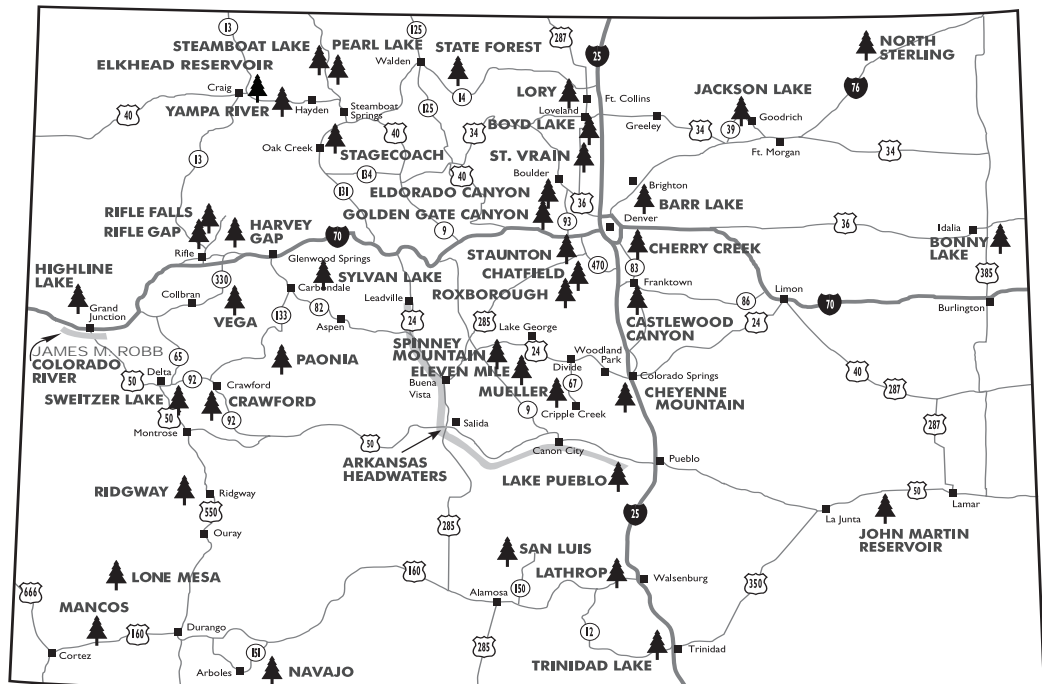 13
125
287
25
STEAMBOAT LAKE
PEARL LAKE
STATE FOREST
NORTH
STERLING
ELKHEAD RESERVOIR
Walden
Craig
76
LORY
JACKSON LAKE
40
YAMPA RIVER
Hayden
Steamboat
Springs
14
125
Loveland
Ft. Collins
Goodrich
BOYD LAKE
Greeley
34
39
40
34
Oak Creek
STAGECOACH
ST. VRAIN
Ft. Morgan
34
13
134
40
Boulder
131
ELDORADO CANYON
36
Brighton
BARR LAKE
RIFLE FALLS
RIFLE GAP
HARVEY
GAP
GOLDEN GATE CANYON
93
Denver
36
Idalia
9
BONNY
LAKE
70
Rifle
Glenwood Springs
STAUNTON
CHERRY CREEK
HIGHLINE
LAKE
SYLVAN LAKE
CHATFIELD
470
83
385
330
Collbran
Carbondale
Leadville
ROXBOROUGH
Franktown
86
Limon
70
Burlington
Grand
Junction
VEGA
82
133
Aspen
24
285
Lake George
CASTLEWOOD
CANYON
24
JAMES M. ROBB
COLORADO
RIVER
65
PAONIA
SPINNEY
MOUNTAIN
24
Woodland
Park
50
Delta
92
Crawford
ELEVEN MILE
Divide
Colorado Springs
40
287
SWEITZER LAKE
CRAWFORD
Buena
Vista
MUELLER
67
CHEYENNE
MOUNTAIN
50
92
9
Cripple Creek
287
Montrose
50
Salida
Canon City
ARKANSAS
HEADWATERS
Pueblo
LAKE PUEBLO
RIDGWAY
Ridgway
50
Lamar
550
25
La Junta
Ouray
285
JOHN MARTIN
RESERVOIR
SAN LUIS
LONE MESA
160
LATHROP
Walsenburg
350
666
150
Alamosa
MANCOS
160
Durango
12
Cortez
151
285
TRINIDAD LAKE
Trinidad
Arboles
NAVAJO